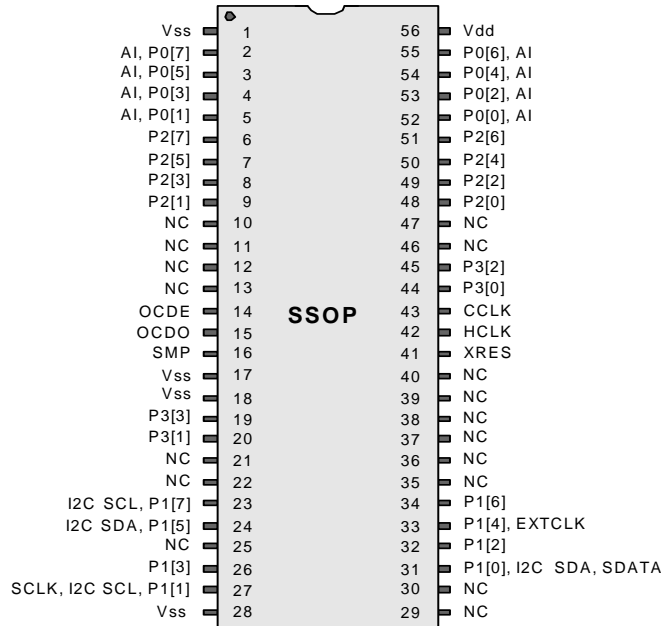 Vss 1 56 Vdd
AI, P0[7] 2 55 P0[6], AI
AI, P0[5] 3 54 P0[4], AI
AI, P0[3] 4 53 P0[2], AI
AI, P0[1] 5 52 P0[0], AI
P2[7] 6 51 P2[6]
P2[5] 7 50 P2[4]
P2[3] 8 49 P2[2]
P2[1] 9 48 P2[0]
NC 10 47 NC
NC 11 46 NC
NC 12 45 P3[2]
NC 13 44 P3[0]
OCDE 14 SSOP 43 CCLK
OCDO 15 42 HCLK
SMP 16 41 XRES
Vss 17 40 NC
Vss 18 39 NC
P3[3] 19 38 NC
P3[1] 20 37 NC
NC 21 36 NC
NC 22 35 NC
I2C SCL, P1[7] 23 34 P1[6]
I2C SDA, P1[5] 24 33 P1[4], EXTCLK
NC 25 32 P1[2]
P1[3] 26 31 P1[0], I2C SDA, SDATA
SCLK, I2C SCL, P1[1] 27 30 NC
Vss 28 29 NC